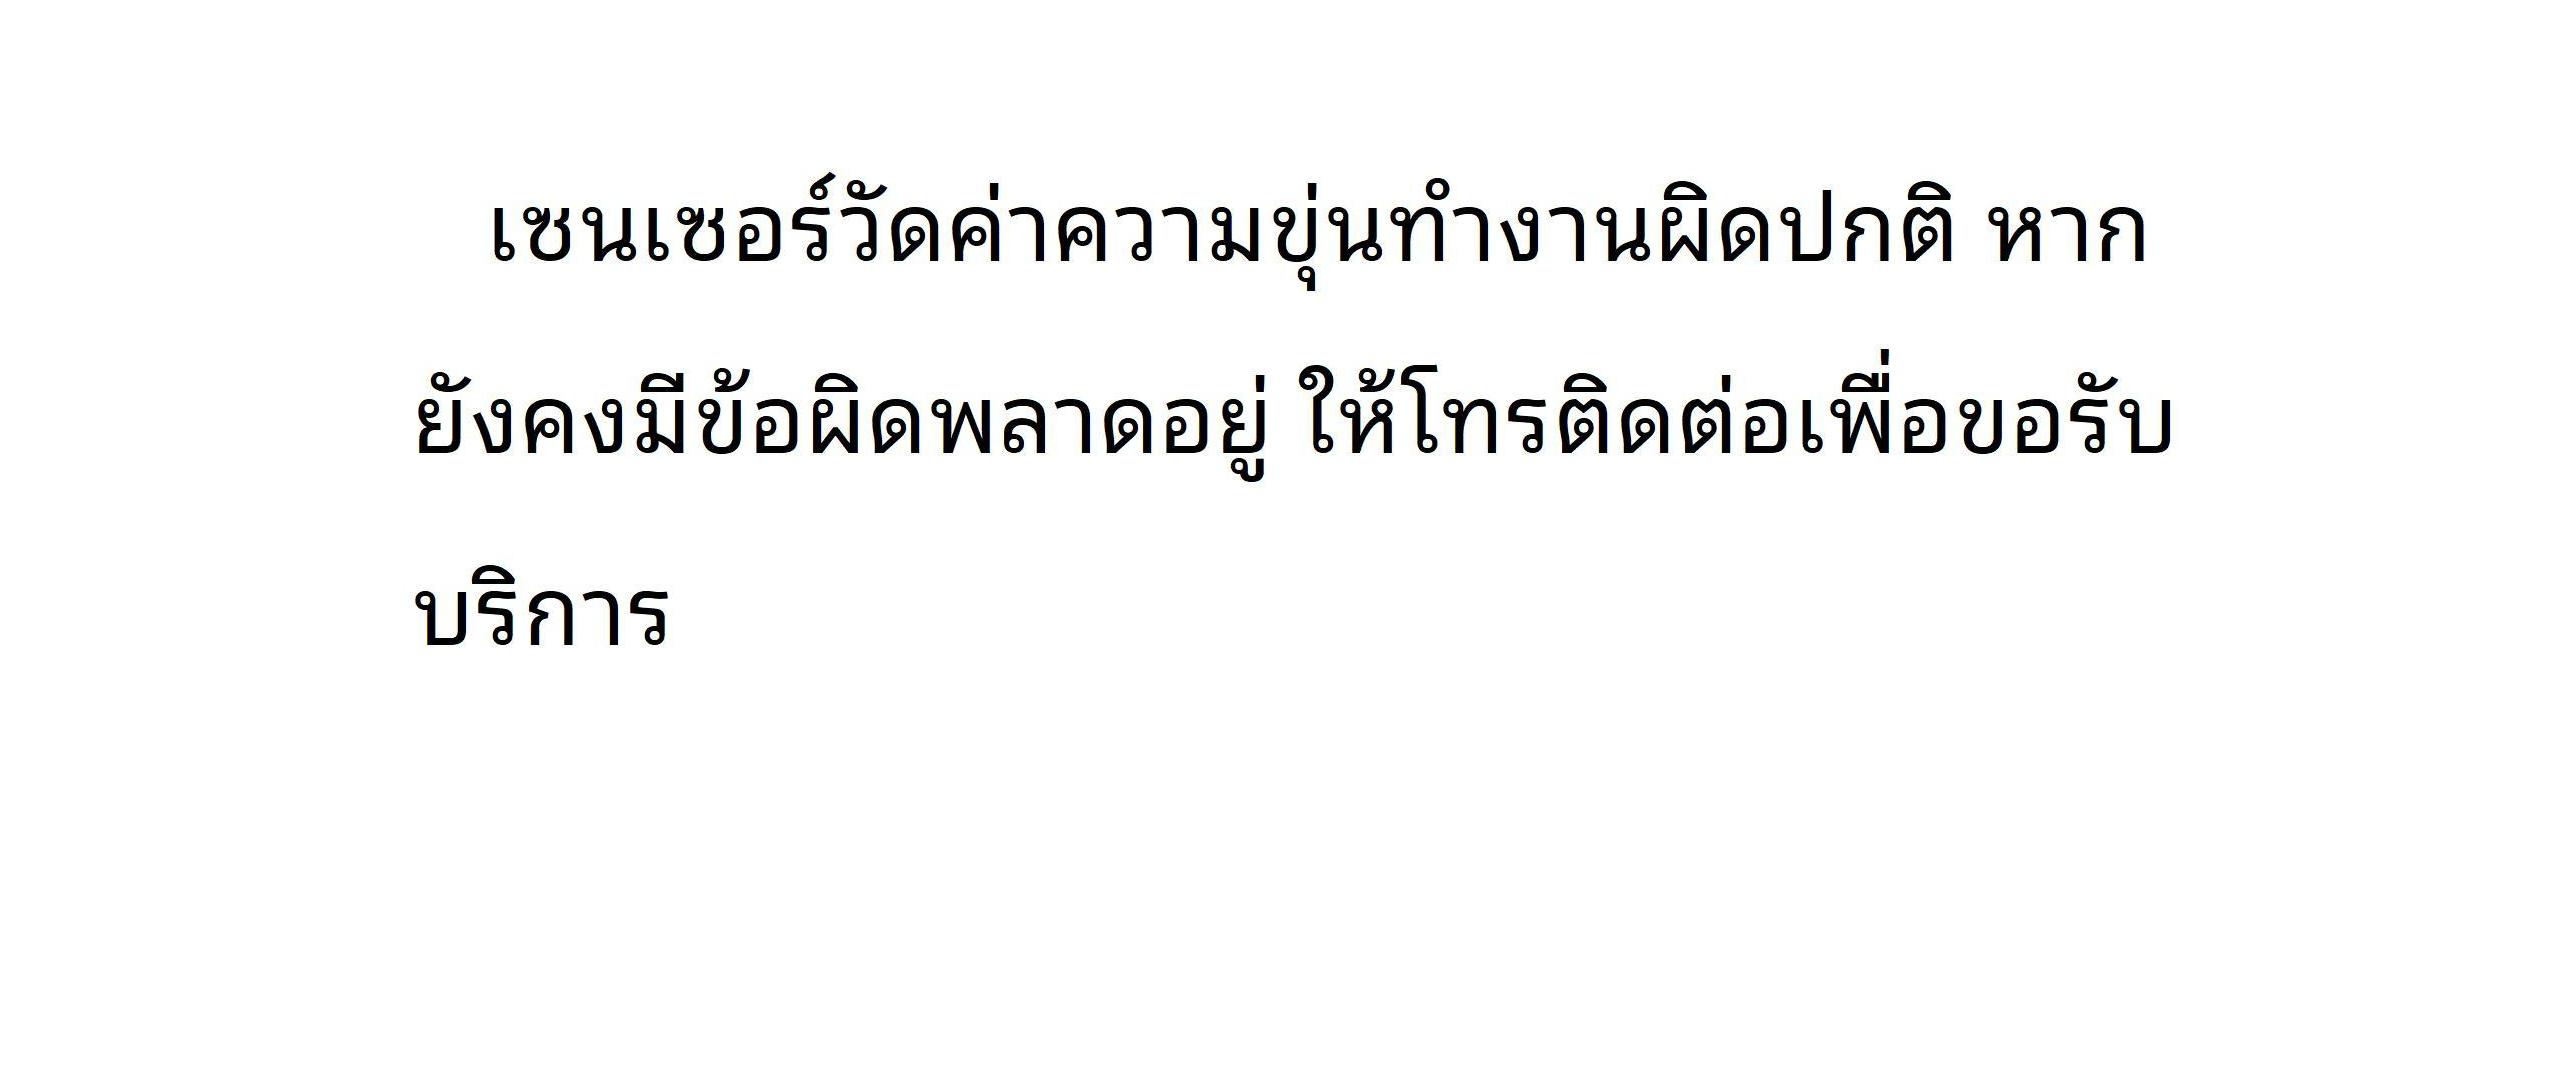 เซนเซอร์วัดค่าความขุ่นทำงานผิดปกติ หาก
ยังคงมีข้อผิดพลาดอยู่ ให้โทรติดต่อเพื่อขอรับ
บริการ